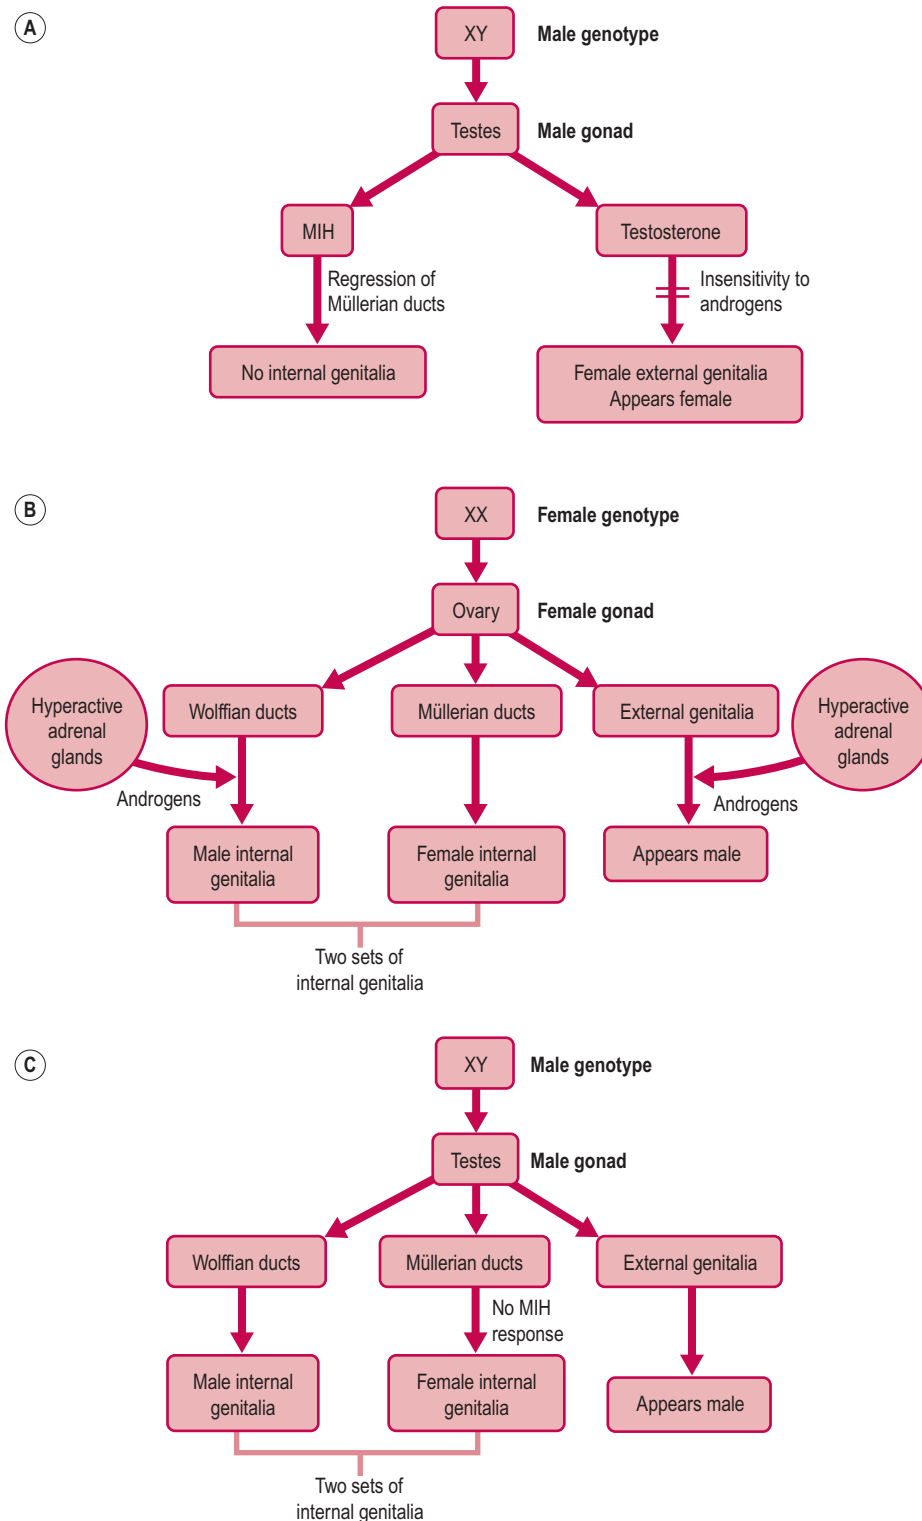 A
XY
Male genotype
Testes
Male gonad
MIH
Testosterone
Regression of
Müllerian ducts
Insensitivity to
androgens
No internal genitalia
Female external genitalia
Appears female
B
XX
Female genotype
Ovary
Female gonad
Hyperactive
adrenal
glands
Wolffian ducts
Müllerian ducts
External genitalia
Hyperactive
adrenal
glands
Androgens
Androgens
Male internal
genitalia
Female internal
genitalia
Appears male
Two sets of
internal genitalia
C
XY
Male genotype
Testes
Male gonad
Wolffian ducts
Müllerian ducts
External genitalia
No MIH
response
Male internal
genitalia
Female internal
genitalia
Appears male
Two sets of
internal genitalia